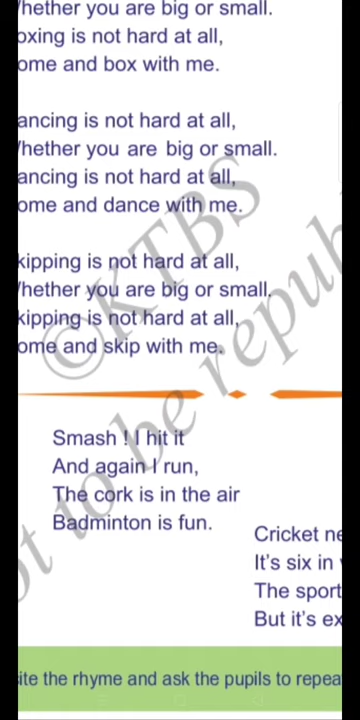 hether you are big or small.
oxing is not hard at all,
ome and box with me.
ancing is not hard at all,
hether you are big or small.
ancing is not hard at all,
ome and dance with me.
kipping is not hard at all,
hether you are big or small.
kipping is not hard at all,
ome and skip with me.
©KTBS
ot to be repub
Smash ! I hit it
And again I run,
The cork is in the air
Badminton is fun.
Cricket ne
It's six in
The sport
But it's ex
ite the rhyme and ask the pupils to repea